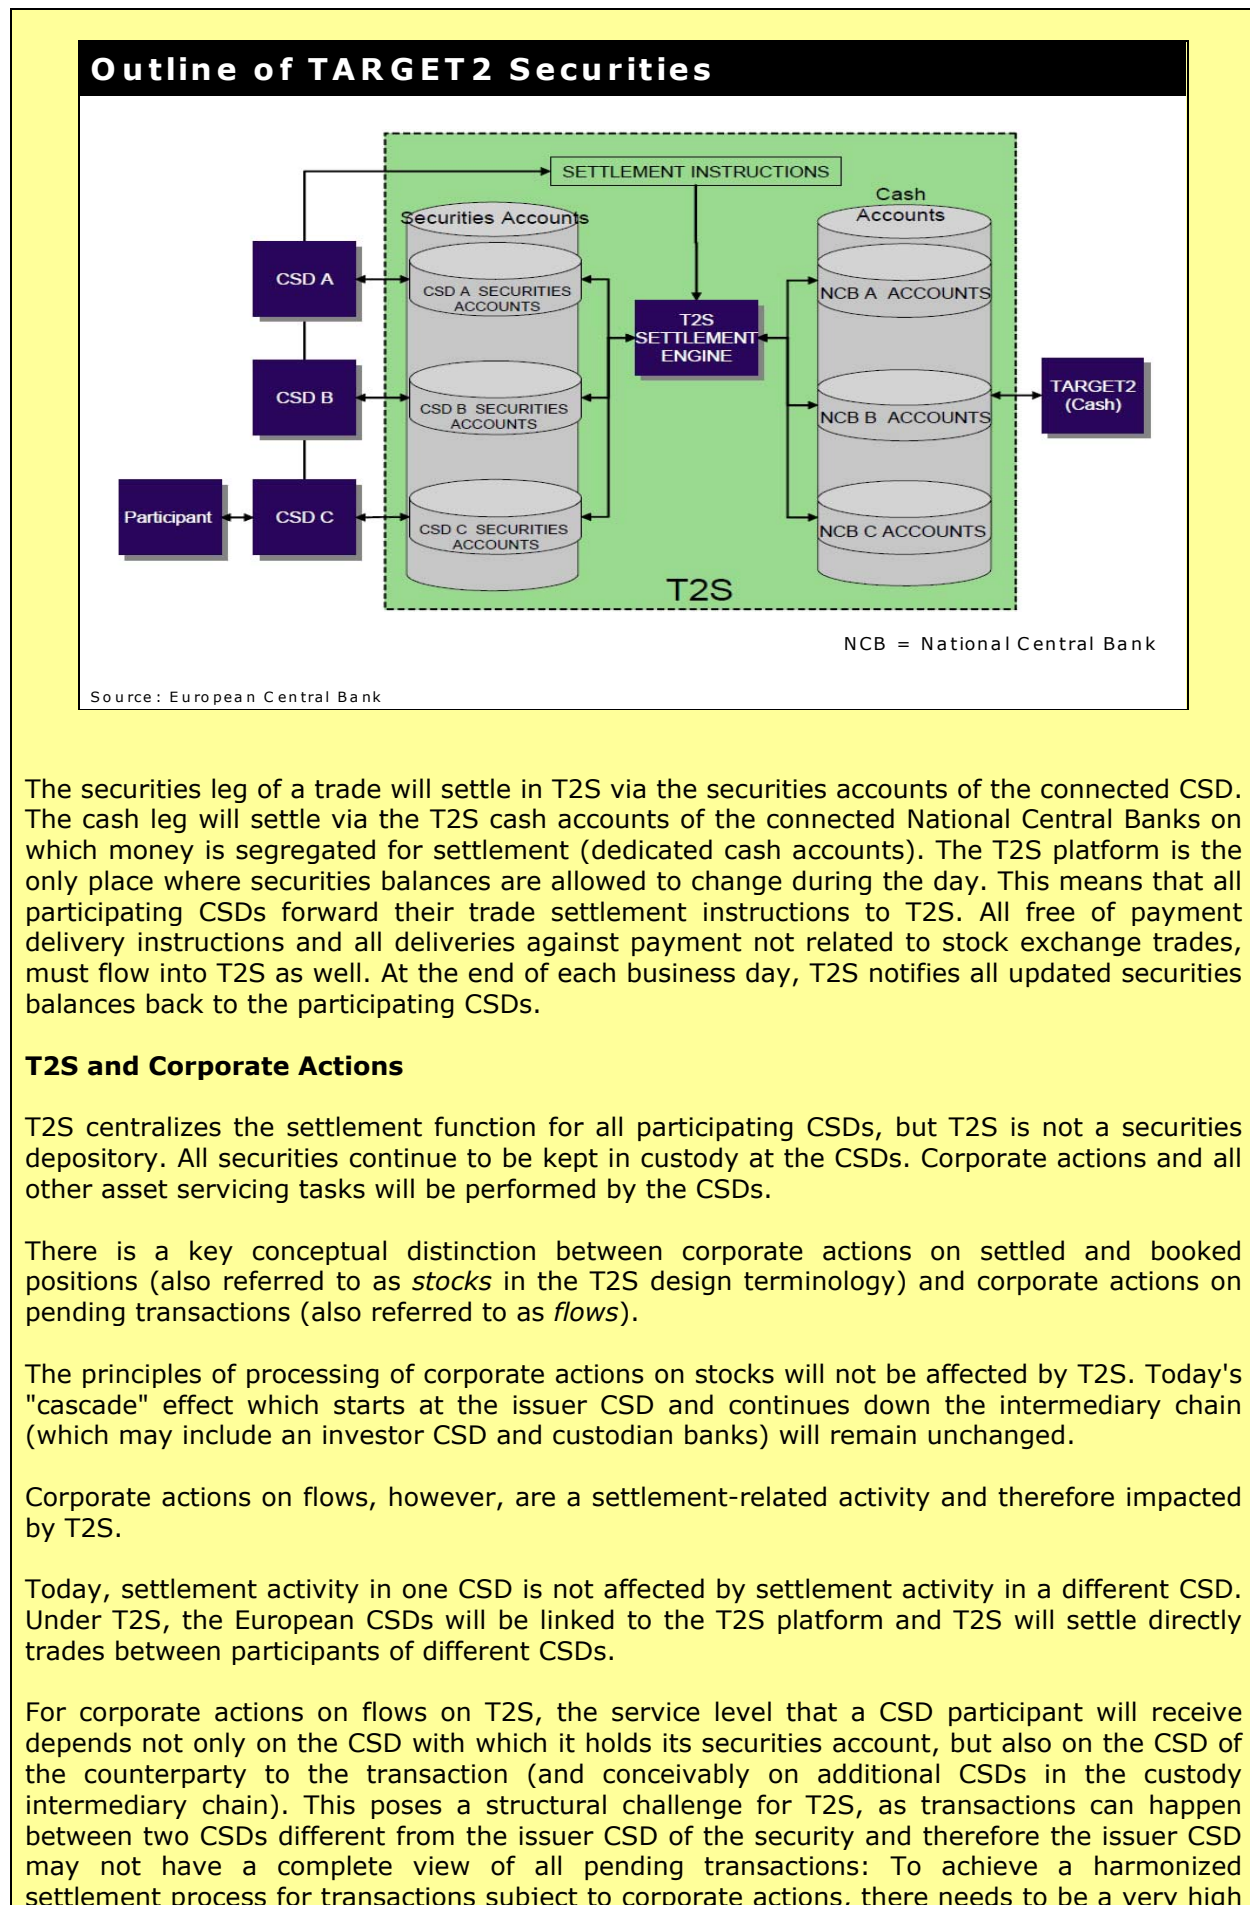 Outline of TARGET2 Securities
SETTLEMENT INSTRUCTIONS
Securities Accounts
Cash
Accounts
CSD A
CSD A SECURITIES
ACCOUNTS
NCB A ACCOUNTS
T2S
SETTLEMENT
ENGINE
CSD B
CSD B SECURITIES
ACCOUNTS
NCB B ACCOUNTS
TARGET2
(Cash)
Participant
CSD C
CSD C SECURITIES
ACCOUNTS
NCB C ACCOUNTS
T2S
NCB = National Central Bank
Source: European Central Bank
The securities leg of a trade will settle in T2S via the securities accounts of the connected CSD.
The cash leg will settle via the T2S cash accounts of the connected National Central Banks on
which money is segregated for settlement (dedicated cash accounts). The T2S platform is the
only place where securities balances are allowed to change during the day. This means that all
participating CSDs forward their trade settlement instructions to T2S. All free of payment
delivery instructions and all deliveries against payment not related to stock exchange trades,
must flow into T2S as well. At the end of each business day, T2S notifies all updated securities
balances back to the participating CSDs.
T2S and Corporate Actions
T2S centralizes the settlement function for all participating CSDs, but T2S is not a securities
depository. All securities continue to be kept in custody at the CSDs. Corporate actions and all
other asset servicing tasks will be performed by the CSDs.
There is a key conceptual distinction between corporate actions on settled and booked
positions (also referred to as stocks in the T2S design terminology) and corporate actions on
pending transactions (also referred to as flows).
The principles of processing of corporate actions on stocks will not be affected by T2S. Today's
"cascade" effect which starts at the issuer CSD and continues down the intermediary chain
(which may include an investor CSD and custodian banks) will remain unchanged.
Corporate actions on flows, however, are a settlement-related activity and therefore impacted
by T2S.
Today, settlement activity in one CSD is not affected by settlement activity in a different CSD.
Under T2S, the European CSDs will be linked to the T2S platform and T2S will settle directly
trades between participants of different CSDs.
For corporate actions on flows on T2S, the service level that a CSD participant will receive
depends not only on the CSD with which it holds its securities account, but also on the CSD of
the counterparty to the transaction (and conceivably on additional CSDs in the custody
intermediary chain). This poses a structural challenge for T2S, as transactions can happen
between two CSDs different from the issuer CSD of the security and therefore the issuer CSD
may not have a complete view of all pending transactions: To achieve a harmonized
settlement process for transactions subject to corporate actions, there needs to be a very high